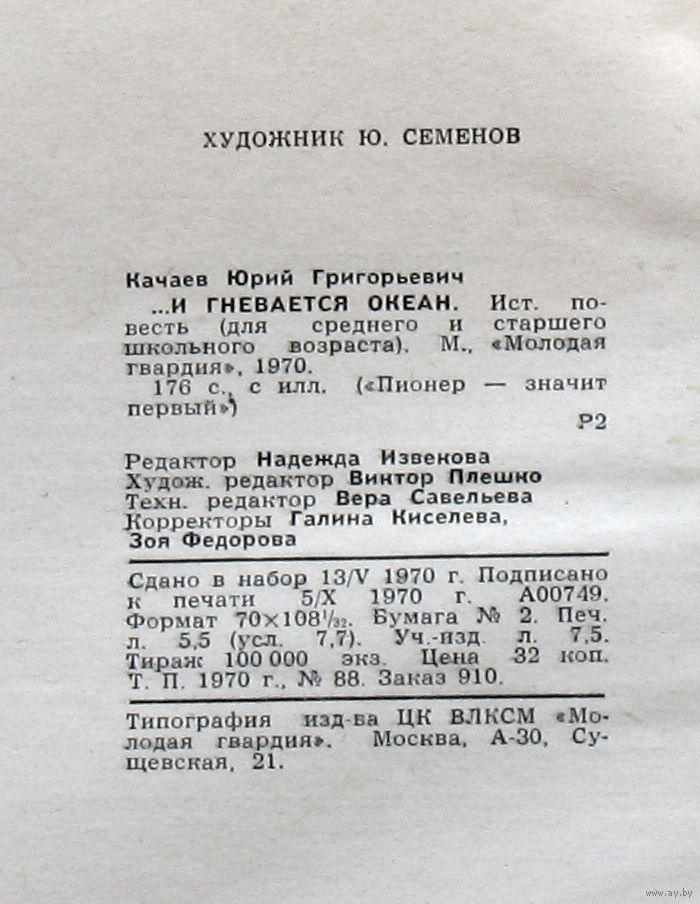 ХУДОЖНИК Ю. СЕМЕНОВ
Качаев Юрий Григорьевич
...И ГНЕВАЕТСЯ ОКЕАН. Ист. по-
весть (для среднего и старшего
школьного возраста). М., «Молодая
гвардия», 1970.
176 с., с илл. («Пионер — значит
первый»)
Р2
Редактор Надежда Извекова
Худож. редактор Виктор Плешко
Техн. редактор Вера Савельева
Корректоры Галина Киселева,
Зоя Федорова
Сдано в набор 13/V 1970 г. Подписано
к печати 5/X 1970 г. А00749.
Формат 70×108¹/₃₂. Бумага № 2. Печ.
л. 5,5 (усл. 7,7). Уч.-изд. л. 7,5.
Тираж 100 000 экз. Цена 32 коп.
Т. П. 1970 г., № 88. Заказ 910.
Типография изд-ва ЦК ВЛКСМ «Мо-
лодая гвардия». Москва, А-30, Су-
щевская, 21.
www.ay.by